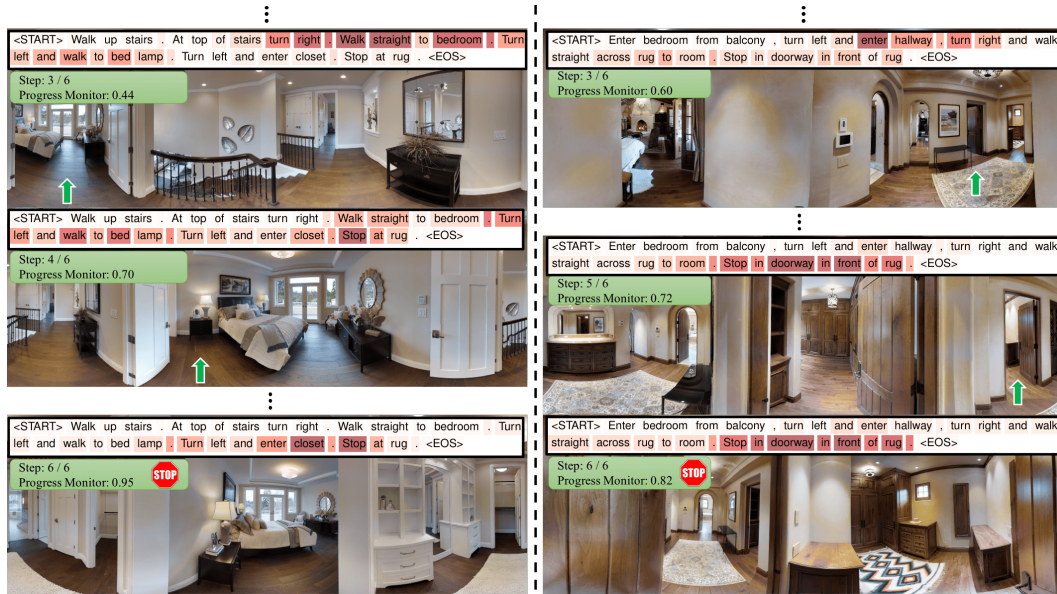 <START> Walk up stairs . At top of stairs turn right . Walk straight to bedroom . Turn
left and walk to bed lamp . Turn left and enter closet . Stop at rug . <EOS>
Step: 3 / 6
Progress Monitor: 0.44
<START> Walk up stairs . At top of stairs turn right . Walk straight to bedroom . Turn
left and walk to bed lamp . Turn left and enter closet . Stop at rug . <EOS>
Step: 4 / 6
Progress Monitor: 0.70
<START> Walk up stairs . At top of stairs turn right . Walk straight to bedroom . Turn
left and walk to bed lamp . Turn left and enter closet . Stop at rug . <EOS>
Step: 6 / 6
Progress Monitor: 0.95
STOP
<START> Enter bedroom from balcony , turn left and enter hallway , turn right and walk
straight across rug to room . Stop in doorway in front of rug . <EOS>
Step: 3 / 6
Progress Monitor: 0.60
<START> Enter bedroom from balcony , turn left and enter hallway , turn right and walk
straight across rug to room . Stop in doorway in front of rug . <EOS>
Step: 5 / 6
Progress Monitor: 0.72
<START> Enter bedroom from balcony , turn left and enter hallway , turn right and walk
straight across rug to room . Stop in doorway in front of rug . <EOS>
Step: 6 / 6
Progress Monitor: 0.82
STOP